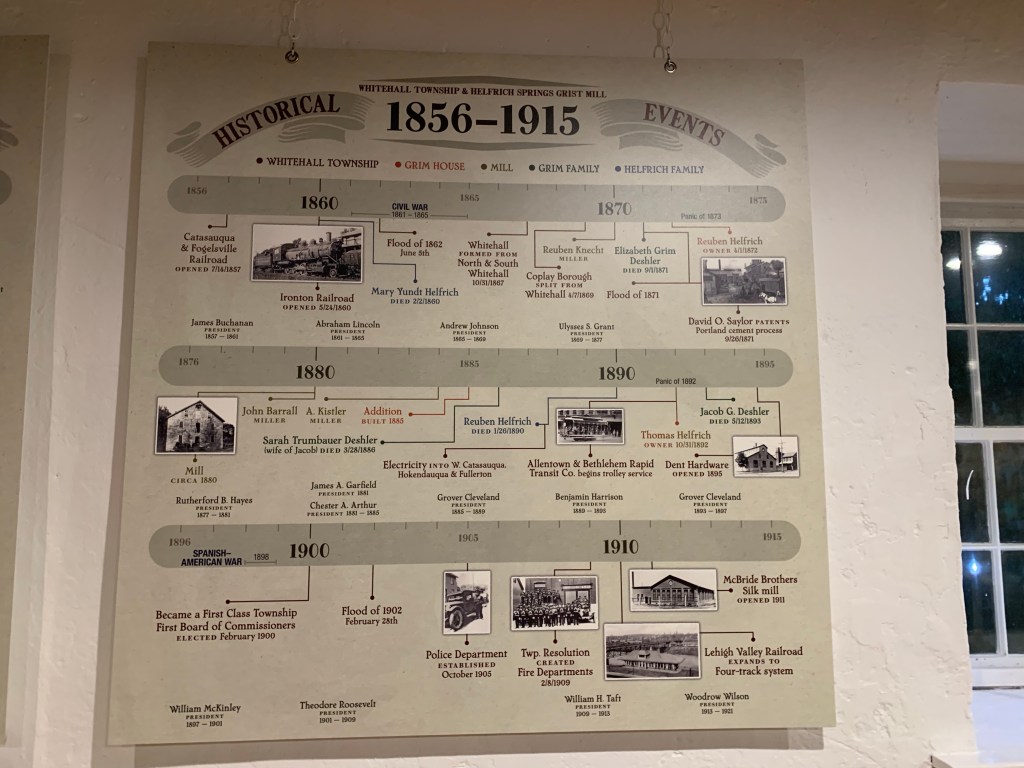 WHITEHALL TOWNSHIP & HELFRICH SPRINGS GRIST MILL
HISTORICAL
1856–1915
EVENTS
WHITEHALL TOWNSHIP
GRIM HOUSE
MILL
GRIM FAMILY
HELFRICH FAMILY
1856
1860
CIVIL WAR
1861 – 1865
1865
1870
Panic of 1873
1875
Catasauqua
& Fogelsville
Railroad
OPENED 7/14/1857
Ironton Railroad
OPENED 5/24/1860
Flood of 1862
June 5th
Mary Yundt Helfrich
DIED 2/2/1860
Whitehall
FORMED FROM
North & South
Whitehall
10/31/1867
Reuben Knecht
MILLER
Coplay Borough
SPLIT FROM
Whitehall 4/7/1869
Elizabeth Grim
Deshler
DIED 9/1/1871
Flood of 1871
Reuben Helfrich
OWNER 4/1/1872
David O. Saylor PATENTS
Portland cement process
9/26/1871
James Buchanan
PRESIDENT
1857 – 1861
Abraham Lincoln
PRESIDENT
1861 – 1865
Andrew Johnson
PRESIDENT
1865 – 1869
Ulysses S. Grant
PRESIDENT
1869 – 1877
1876
1880
1885
1890
Panic of 1892
1895
Mill
CIRCA 1880
John Barrall
MILLER
A. Kistler
MILLER
Addition
BUILT 1885
Sarah Trumbauer Deshler
(wife of Jacob) DIED 3/28/1886
Reuben Helfrich
DIED 1/26/1890
Electricity INTO W. Catasauqua,
Hokendauqua & Fullerton
Allentown & Bethlehem Rapid
Transit Co. begins trolley service
Thomas Helfrich
OWNER 10/31/1892
Jacob G. Deshler
DIED 5/12/1893
Dent Hardware
OPENED 1895
Rutherford B. Hayes
PRESIDENT
1877 – 1881
James A. Garfield
PRESIDENT 1881
Chester A. Arthur
PRESIDENT 1881 – 1885
Grover Cleveland
PRESIDENT
1885 – 1889
Benjamin Harrison
PRESIDENT
1889 – 1893
Grover Cleveland
PRESIDENT
1893 – 1897
1896
SPANISH–
AMERICAN WAR
1898
1900
1905
1910
1915
Became a First Class Township
First Board of Commissioners
ELECTED February 1900
Flood of 1902
February 28th
Police Department
ESTABLISHED
October 1905
Twp. Resolution
CREATED
Fire Departments
2/8/1909
McBride Brothers
Silk mill
OPENED 1911
Lehigh Valley Railroad
EXPANDS TO
Four-track system
William McKinley
PRESIDENT
1897 – 1901
Theodore Roosevelt
PRESIDENT
1901 – 1909
William H. Taft
PRESIDENT
1909 – 1913
Woodrow Wilson
PRESIDENT
1913 – 1921